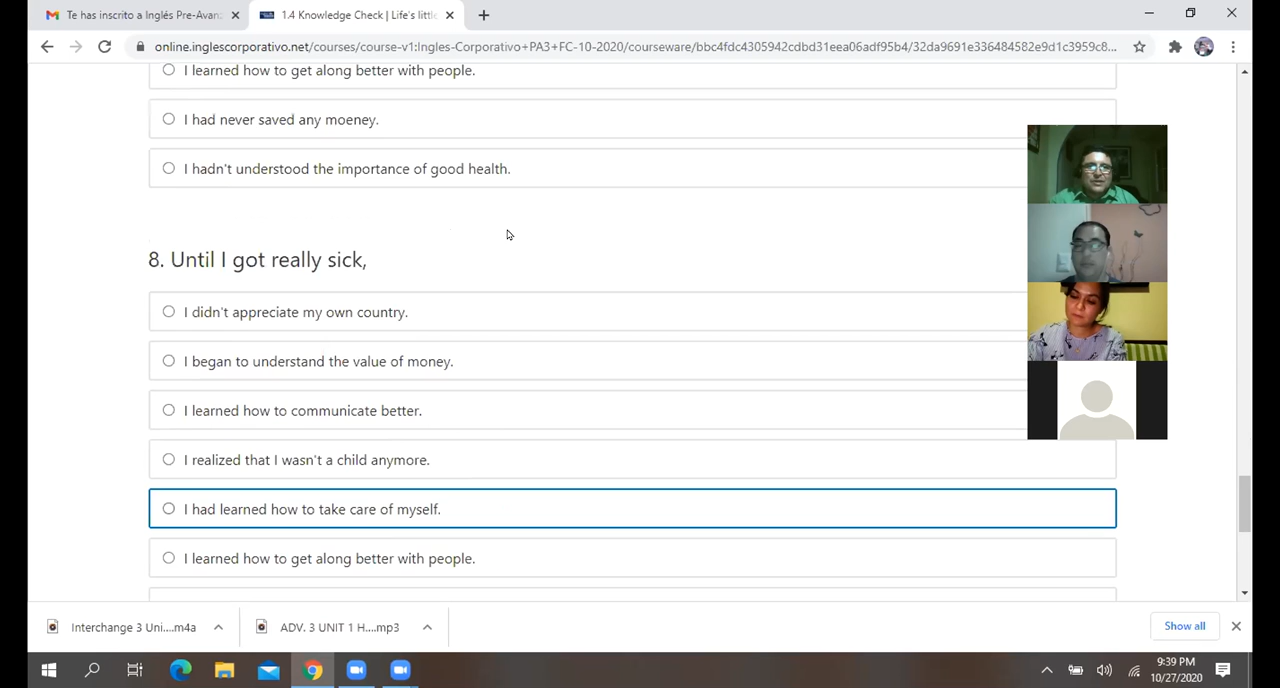 Te has inscrito a Inglés Pre-Avan
1.4 Knowledge Check | Life's littl
online.inglescorporativo.net/courses/course-v1:Ingles-Corporativo+PA3+FC-10-2020/courseware/bbc4fdc4305942cdbd31eea06adf95b4/32da9691e336484582e9d1c3959c8...
I learned how to get along better with people.
I had never saved any moeney.
I hadn't understood the importance of good health.
8. Until I got really sick,
I didn't appreciate my own country.
I began to understand the value of money.
I learned how to communicate better.
I realized that I wasn't a child anymore.
I had learned how to take care of myself.
I learned how to get along better with people.
Interchange 3 Uni....m4a
ADV. 3 UNIT 1 H....mp3
Show all
9:39 PM
10/27/2020